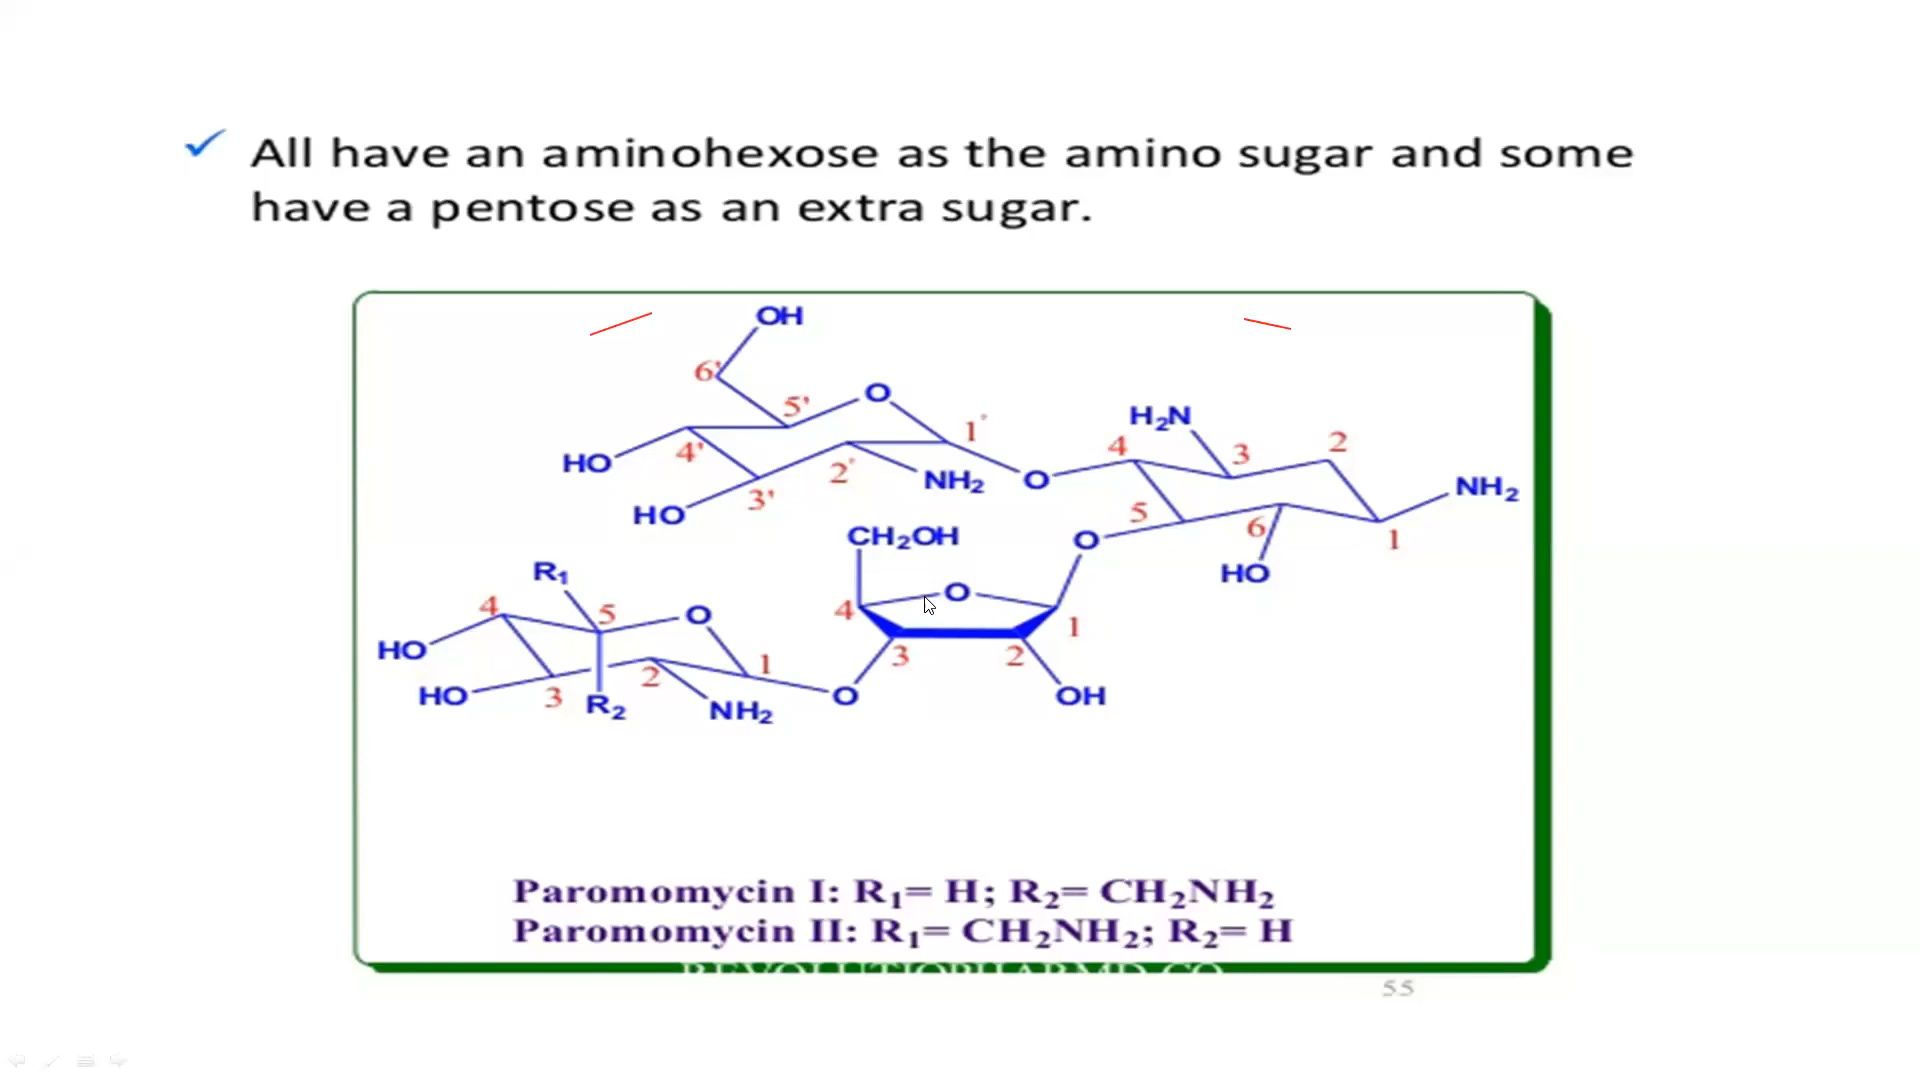 ✓ All have an aminohexose as the amino sugar and some
have a pentose as an extra sugar.
OH
6'
O
5'
1'
H₂N
4
3
2
HO
4'
2'
NH₂
O
NH₂
3'
HO
5
6
1
CH₂OH
O
HO
R₁
O
4
5
O
4
1
HO
3
2
1
2
HO
3
R₂
NH₂
O
OH
Paromomycin I: R₁= H; R₂= CH₂NH₂
Paromomycin II: R₁= CH₂NH₂; R₂= H
55